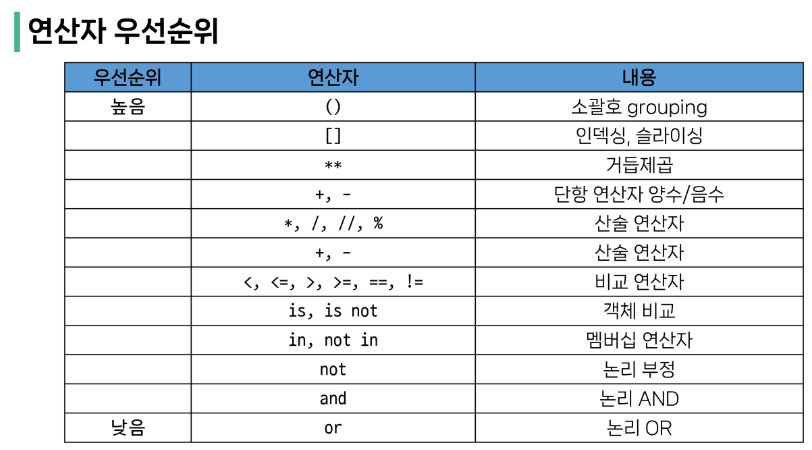 연산자 우선순위
우선순위 연산자 내용
높음 () 소괄호 grouping
[] 인덱싱, 슬라이싱
** 거듭제곱
+, - 단항 연산자 양수/음수
*, /, //, % 산술 연산자
+, - 산술 연산자
<, <=, >, >=, ==, != 비교 연산자
is, is not 객체 비교
in, not in 멤버십 연산자
not 논리 부정
and 논리 AND
낮음 or 논리 OR